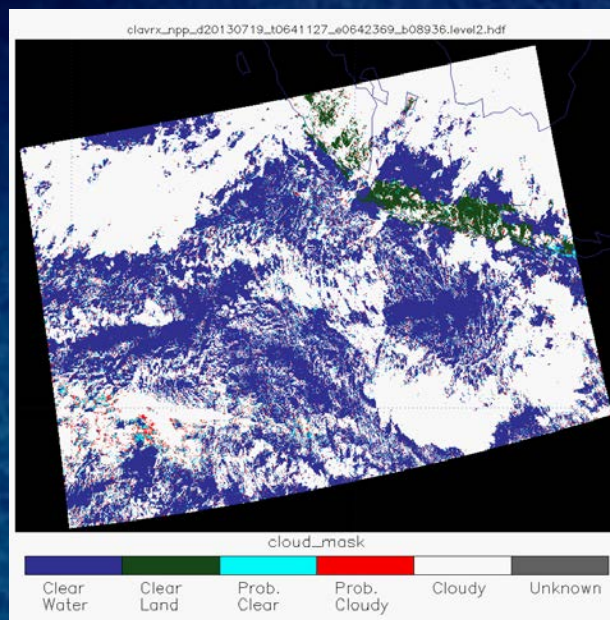 clavrx_npp_d20130719_t0641127_e0642369_b08936.level2.hdf
cloud_mask
Clear Water
Clear Land
Prob. Clear
Prob. Cloudy
Cloudy
Unknown